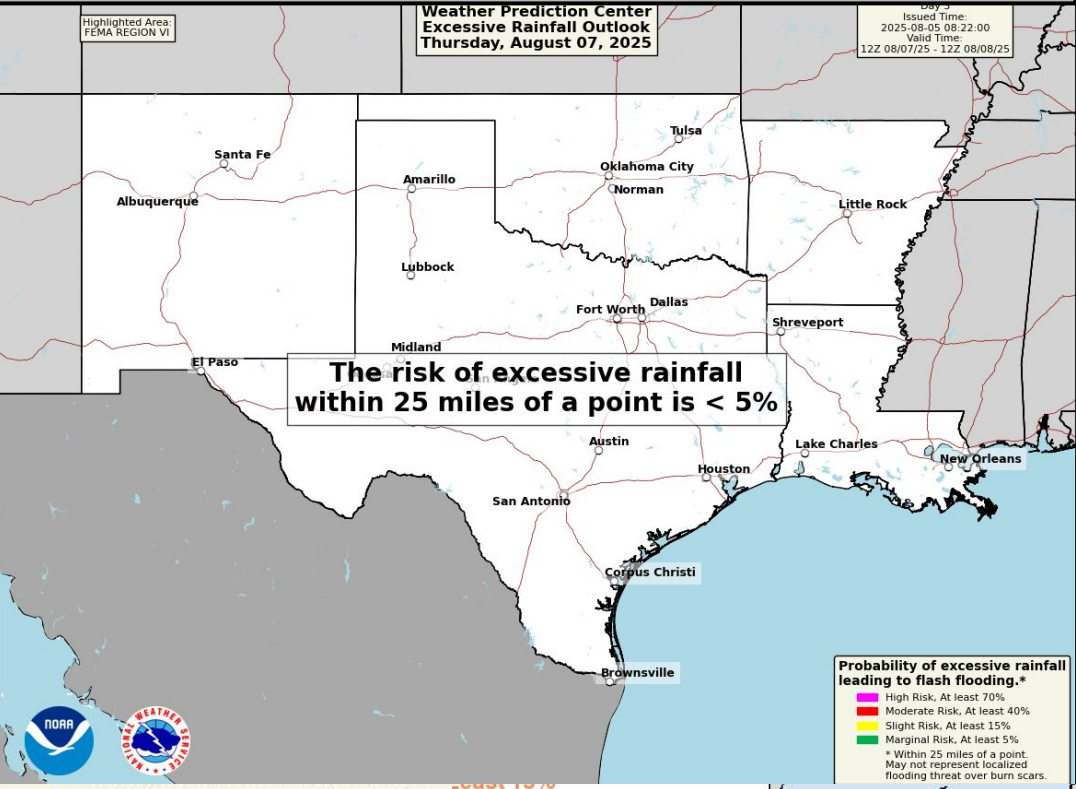 Weather Prediction Center
Excessive Rainfall Outlook
Thursday, August 07, 2025
Highlighted Area:
FEMA REGION VI
Day 3
Issued Time:
2025-08-05 08:22:00
Valid Time:
12Z 08/07/25 - 12Z 08/08/25
Tulsa
Santa Fe
Oklahoma City
Amarillo
Norman
Albuquerque
Little Rock
Lubbock
Dallas
Fort Worth
Shreveport
Midland
El Paso
The risk of excessive rainfall
within 25 miles of a point is < 5%
Austin
Lake Charles
New Orleans
Houston
San Antonio
Corpus Christi
Brownsville
Probability of excessive rainfall
leading to flash flooding.*
High Risk, At least 70%
Moderate Risk, At least 40%
Slight Risk, At least 15%
Marginal Risk, At least 5%
* Within 25 miles of a point.
May not represent localized
flooding threat over burn scars.
NOAA
NATIONAL WEATHER SERVICE